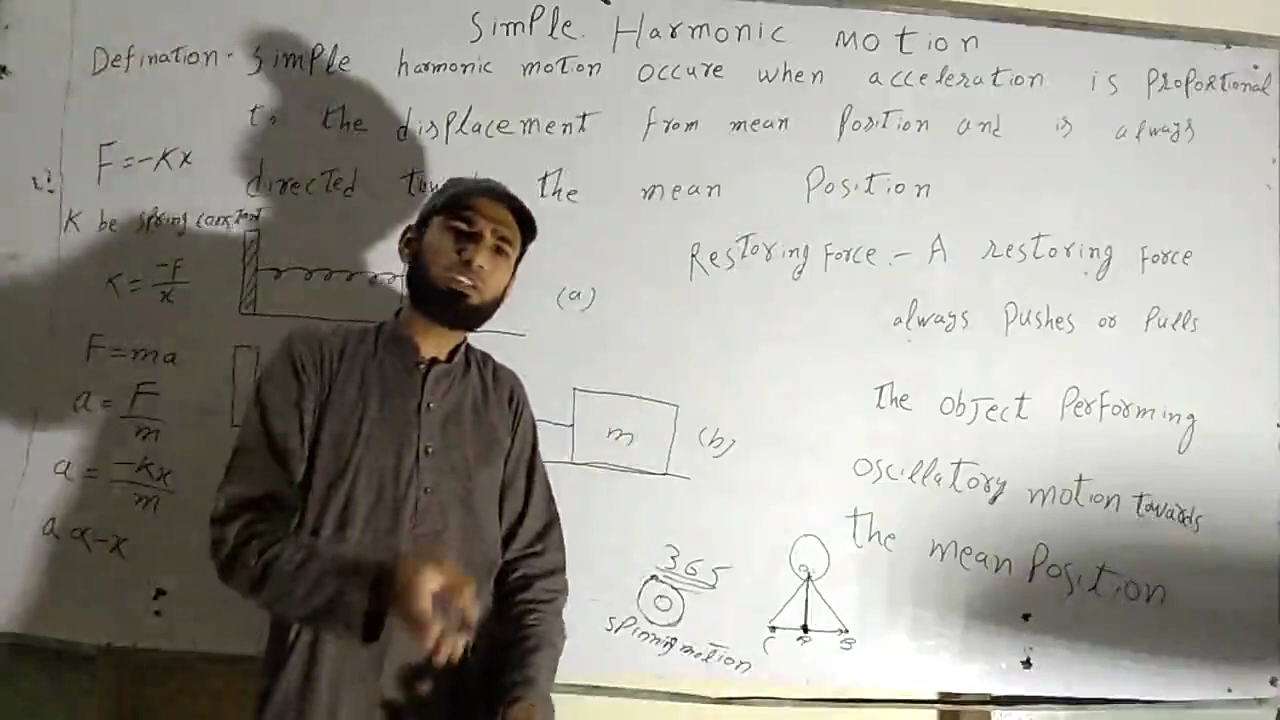 Simple Harmonic motion
Defination- Simple harmonic motion occure when acceleration is proportional
to the displacement from mean position and is always
directed the mean Position
F=-Kx
K be spring constant
K=-F/x
F=ma
a=F/m
a=-Kx/m
a∝-x
(a)
m
(b)
Restoring Force:- A restoring Force
always pushes or pulls
The object Performing
oscillatory motion towards
the mean Position
365
spinning motion
C A B